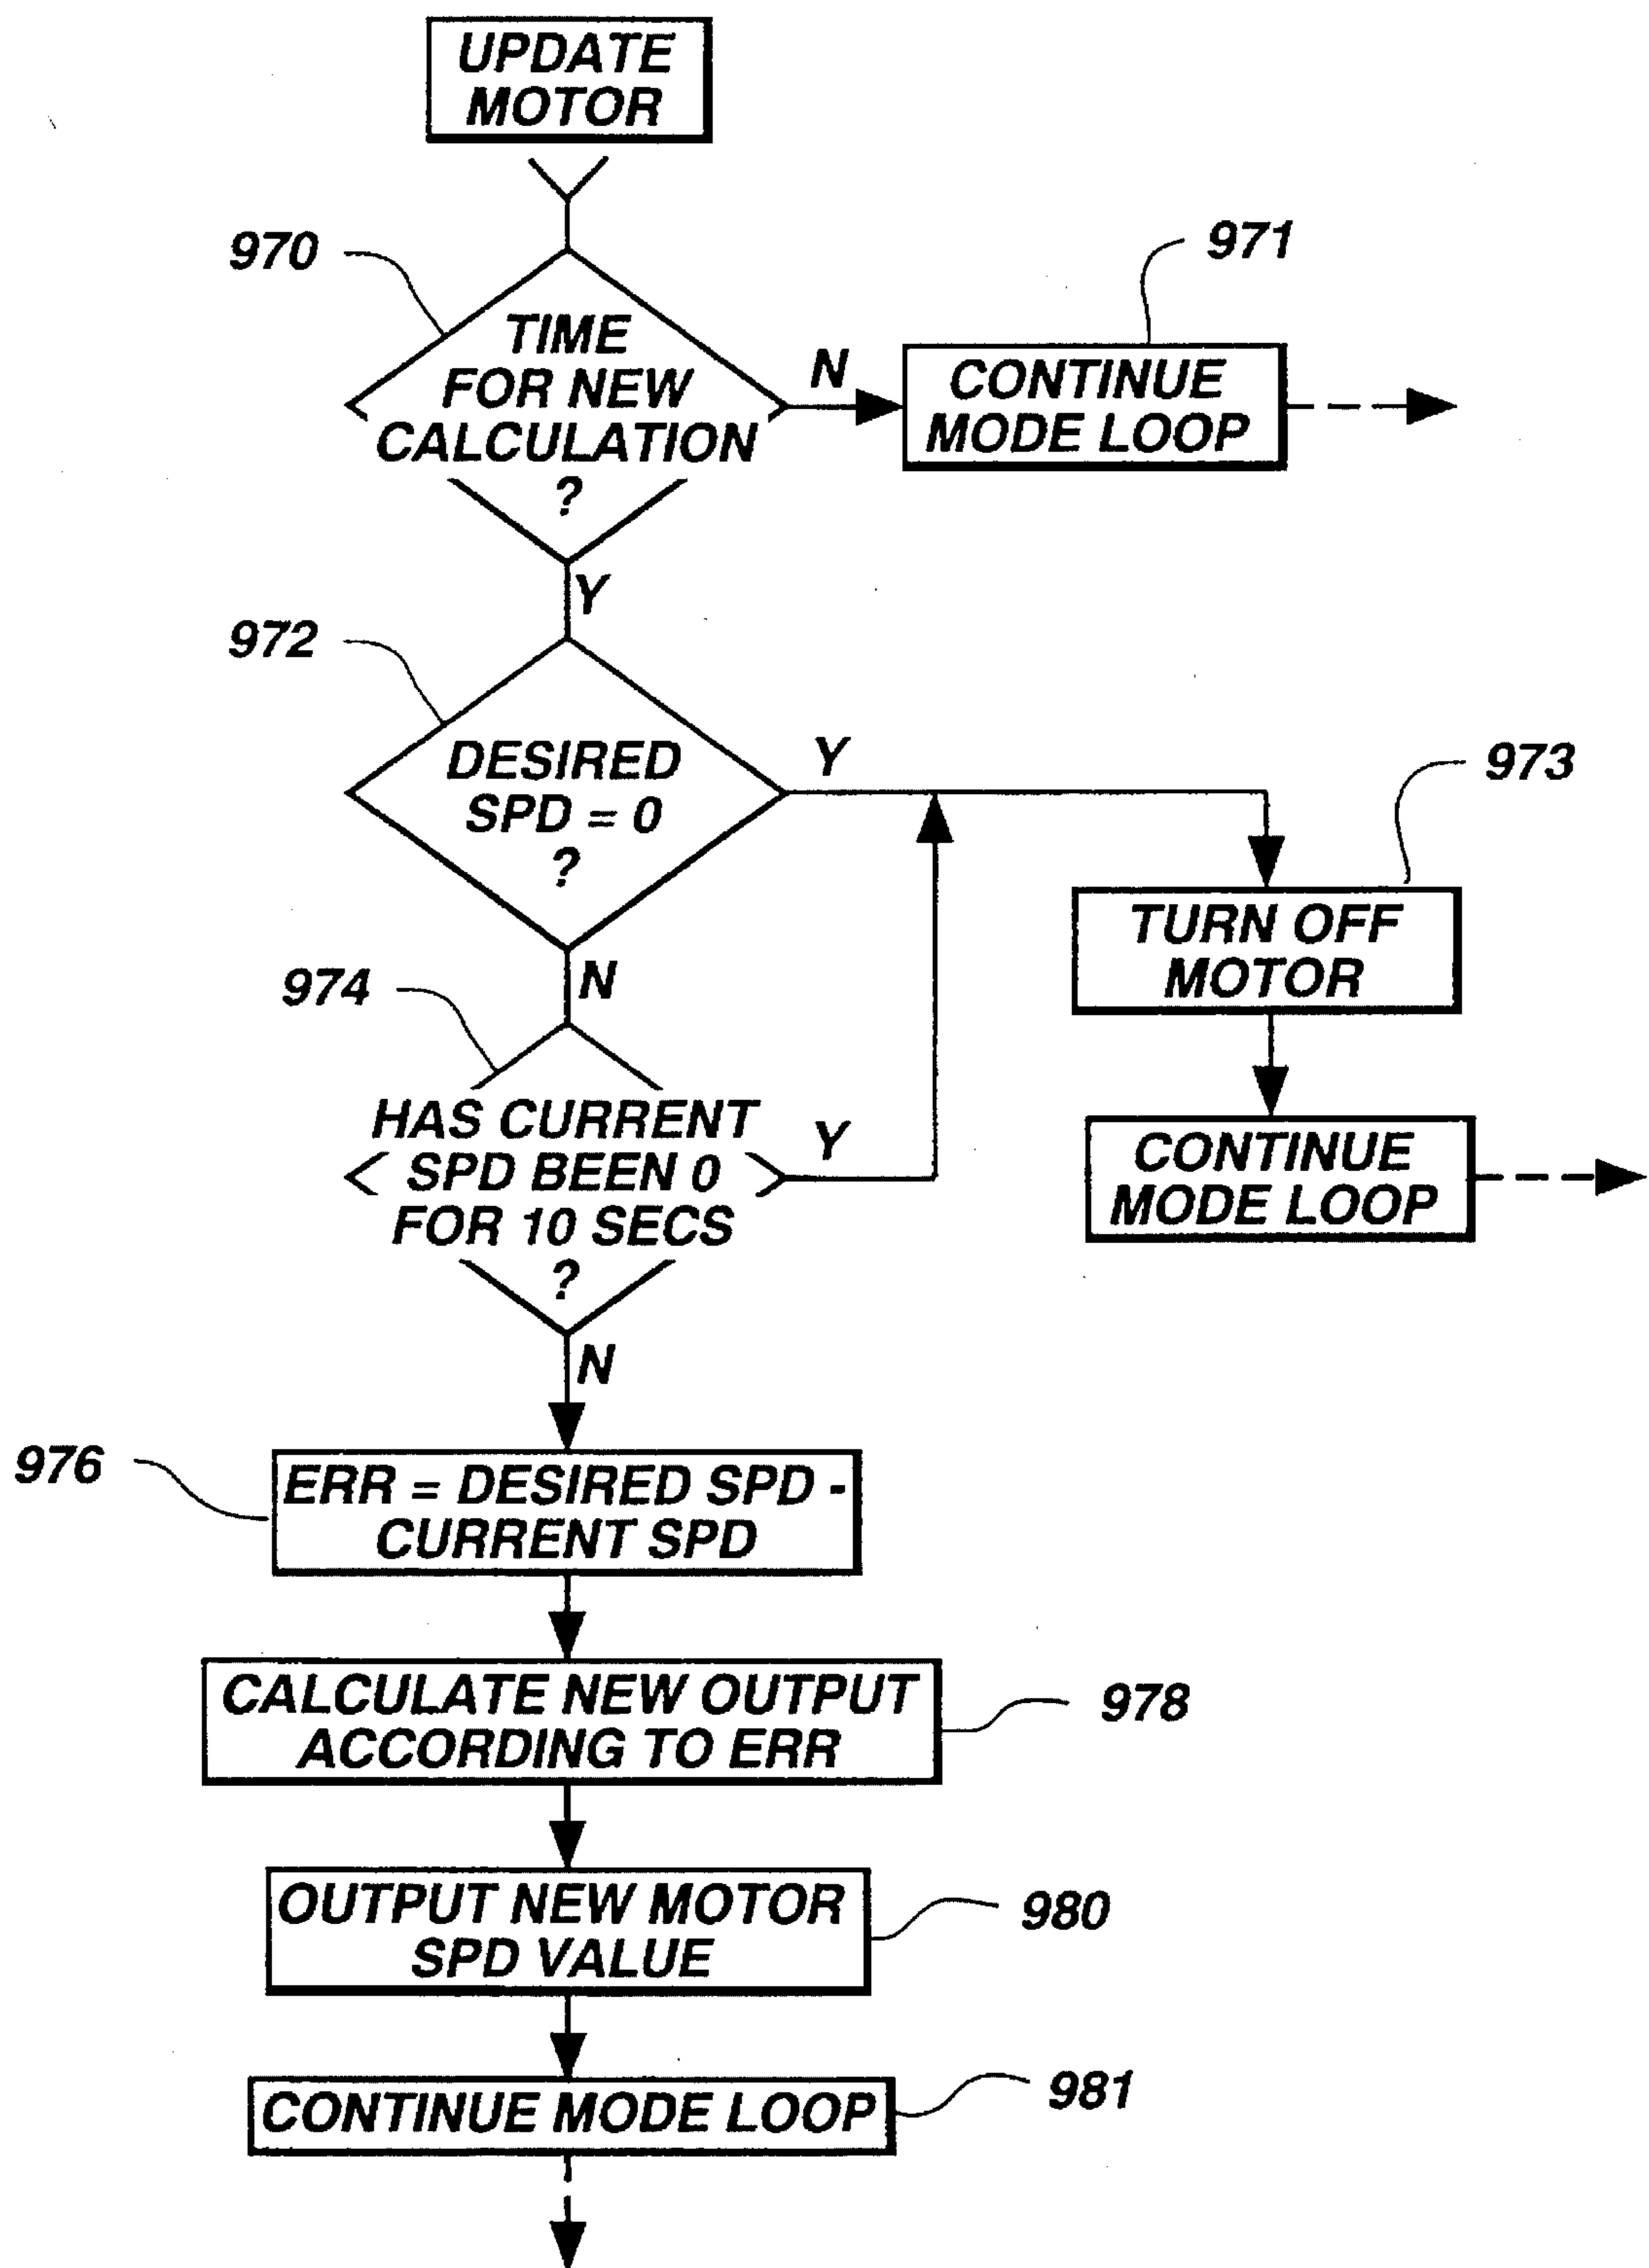 UPDATE
MOTOR
970
971
TIME
FOR NEW
CALCULATION
?
N
CONTINUE
MODE LOOP
Y
972
DESIRED
SPD = 0
?
Y
973
TURN OFF
MOTOR
N
974
HAS CURRENT
SPD BEEN 0
FOR 10 SECS
?
Y
CONTINUE
MODE LOOP
N
976
ERR = DESIRED SPD -
CURRENT SPD
CALCULATE NEW OUTPUT
ACCORDING TO ERR
978
OUTPUT NEW MOTOR
SPD VALUE
980
CONTINUE MODE LOOP
981